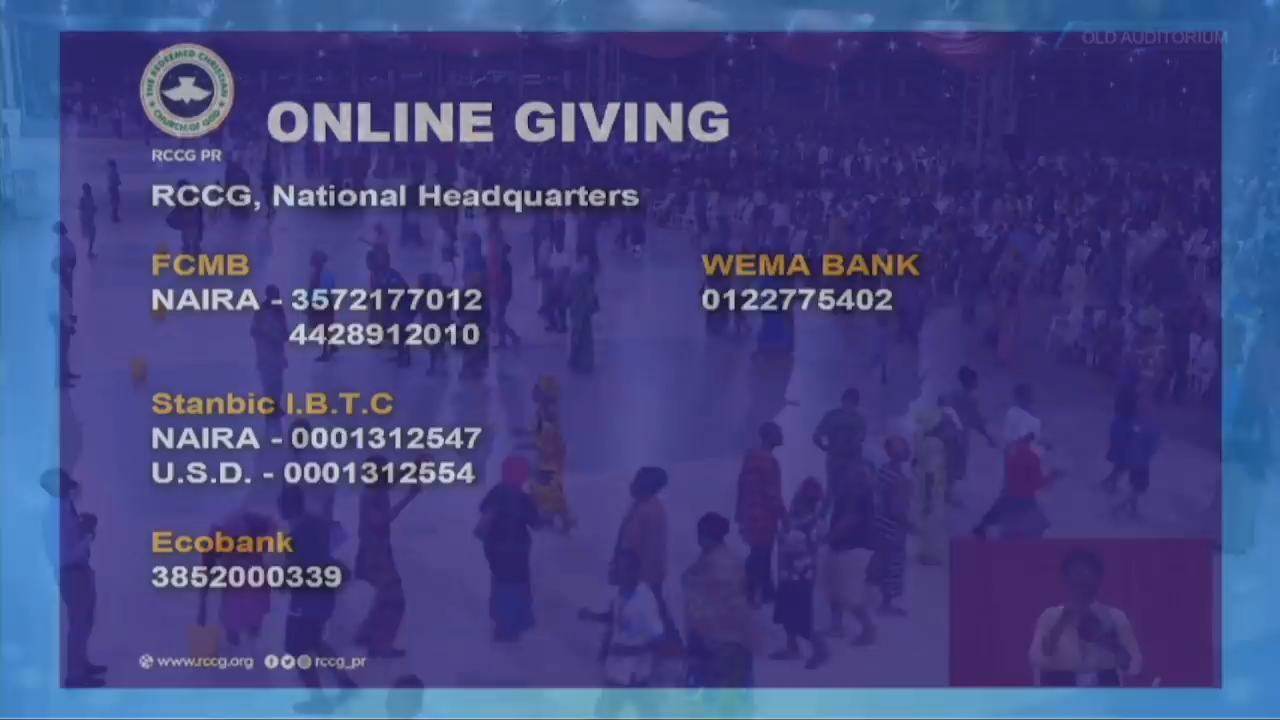 OLD AUDITORIUM
THE REDEEMED CHRISTIAN
CHURCH OF GOD
RCCG PR
ONLINE GIVING
RCCG, National Headquarters
FCMB
NAIRA - 3572177012
4428912010
WEMA BANK
0122775402
Stanbic I.B.T.C
NAIRA - 0001312547
U.S.D. - 0001312554
Ecobank
3852000339
www.rccg.org rccg_pr